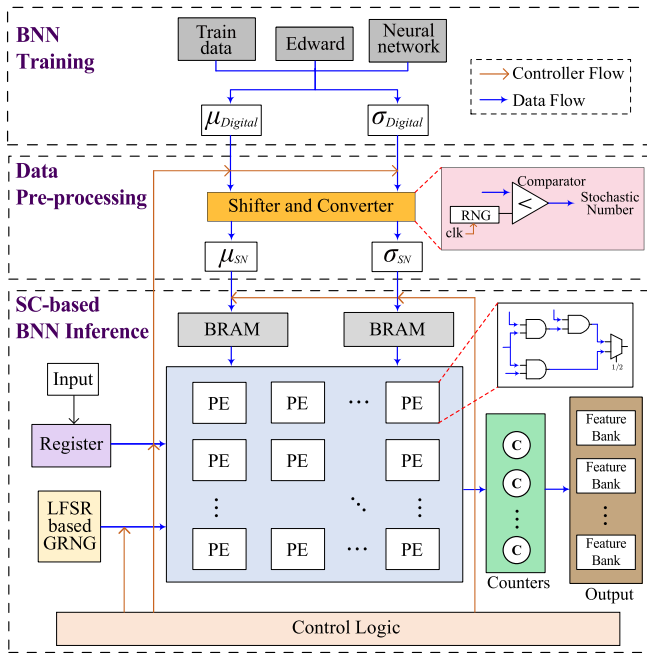 BNN
Training
Train
data
Edward
Neural
network
Controller Flow
Data Flow
μDigital
σDigital
Data
Pre-processing
Shifter and Converter
Comparator
<
RNG
clk
Stochastic
Number
μSN
σSN
SC-based
BNN Inference
BRAM
BRAM
1/2
Input
Register
LFSR
based
GRNG
PE
PE
...
PE
PE
PE
PE
PE
PE
...
PE
C
C
C
Counters
Feature
Bank
Feature
Bank
Feature
Bank
Output
Control Logic